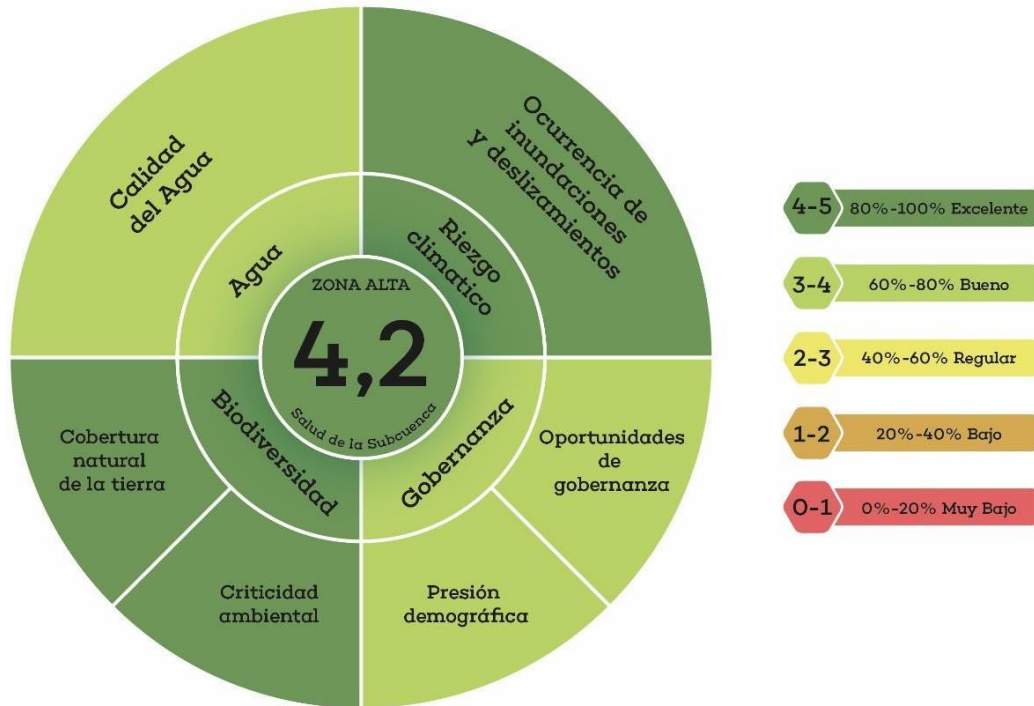 Calidad
del Agua
Ocurrencia de
inundaciones
y deslizamientos
Agua
Riezgo
climatico
ZONA ALTA
4,2
Salud de la Subcuenca
Biodiversidad
Gobernanza
Cobertura
natural
de la tierra
Oportunidades
de
gobernanza
Criticidad
ambiental
Presión
demográfica
4-5 80%-100% Excelente
3-4 60%-80% Bueno
2-3 40%-60% Regular
1-2 20%-40% Bajo
0-1 0%-20% Muy Bajo